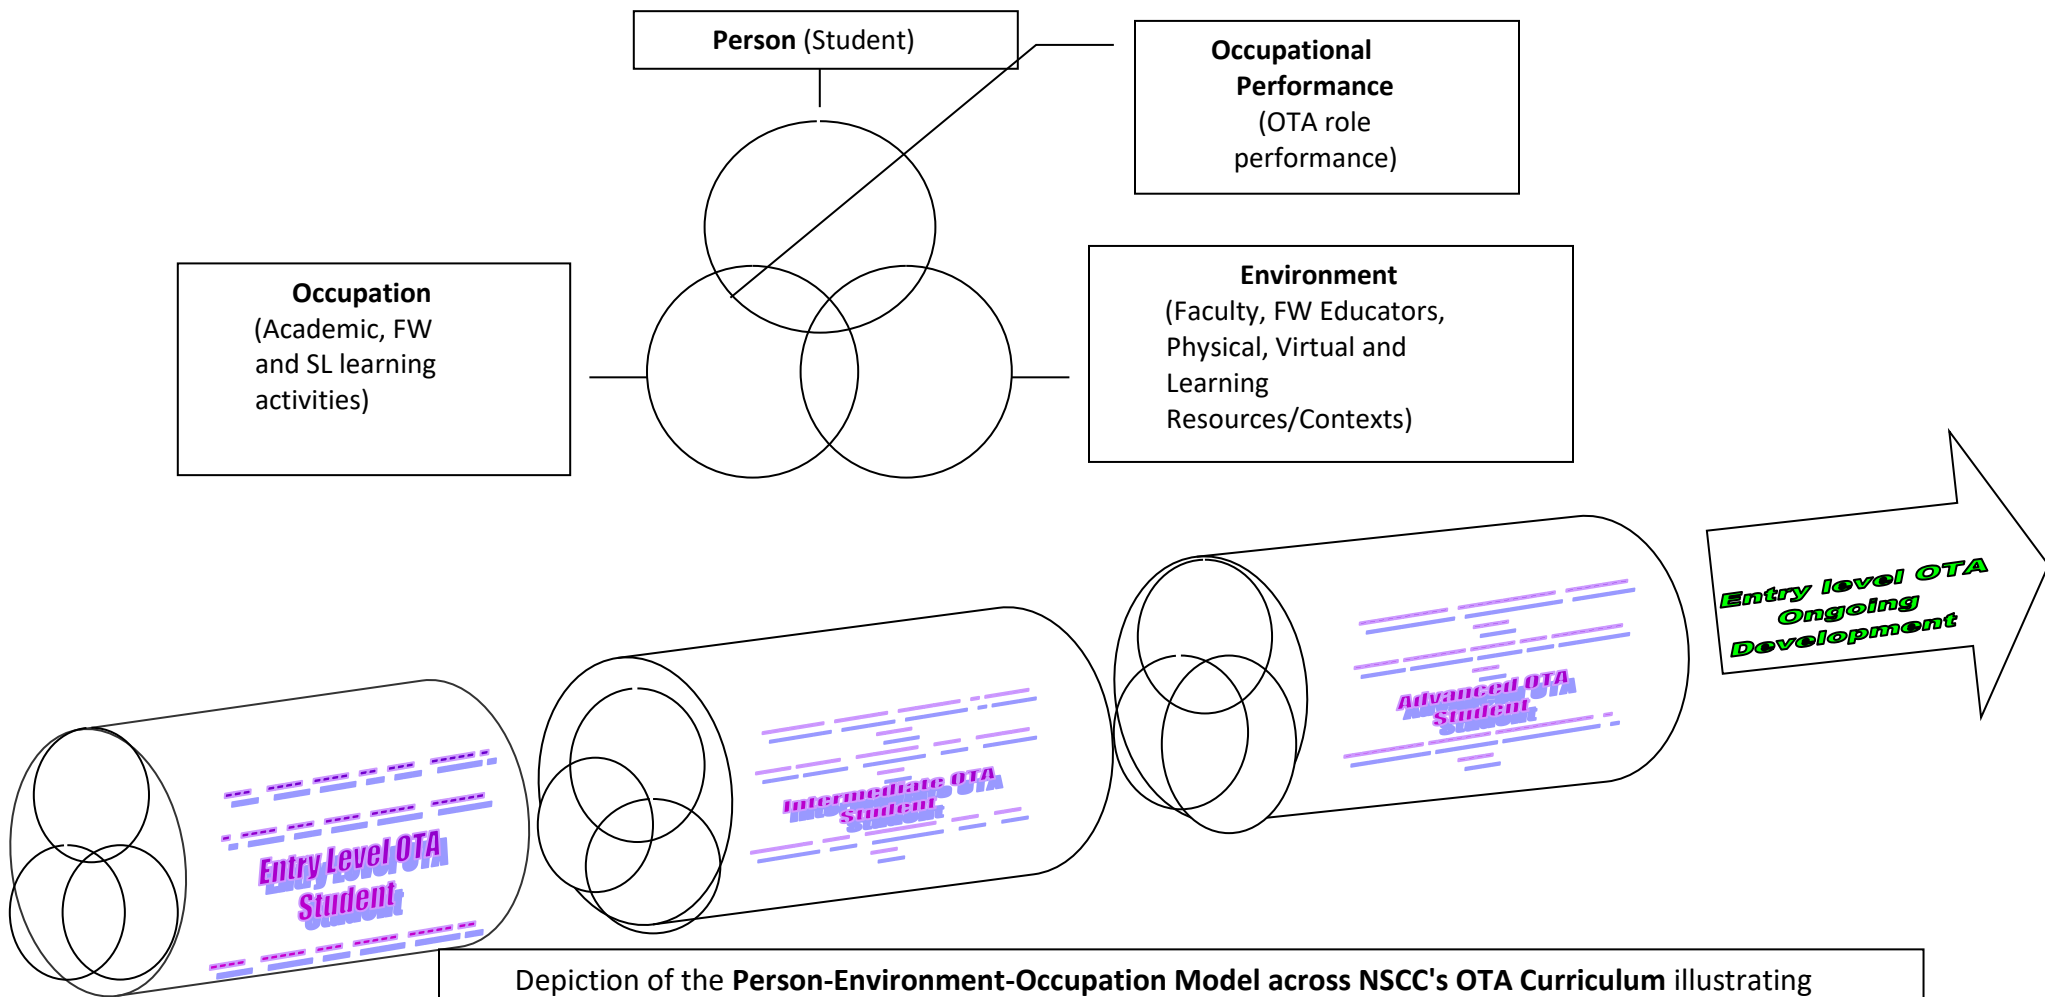 Person (Student)
Occupational
Performance
(OTA role
performance)
Occupation
(Academic, FW
and SL learning
activities)
Environment
(Faculty, FW Educators,
Physical, Virtual and
Learning
Resources/Contexts)
Entry level OTA
Ongoing
Development
Advanced OTA
Student
Intermediate OTA
Student
Entry Level OTA
Student
Depiction of the Person-Environment-Occupation Model across NSCC's OTA Curriculum illustrating